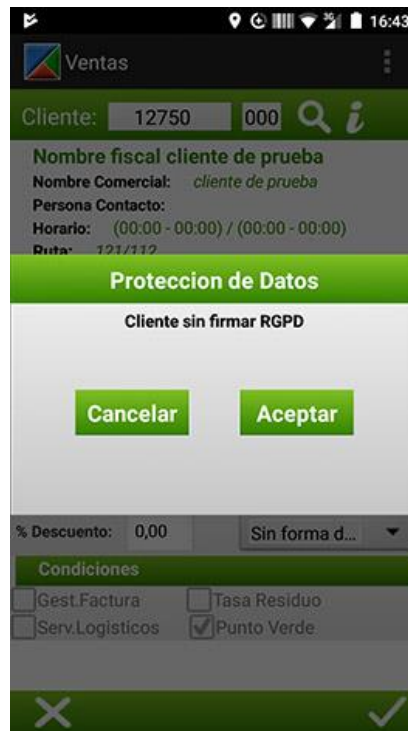 16:43
Ventas
Cliente: 12750 000
Nombre fiscal cliente de prueba
Nombre Comercial: cliente de prueba
Persona Contacto:
Horario: (00:00 - 00:00) / (00:00 - 00:00)
Ruta: 121/112
Proteccion de Datos
Cliente sin firmar RGPD
Cancelar Aceptar
% Descuento: 0,00 Sin forma d...
Condiciones
Gest.Factura Tasa Residuo
Serv.Logisticos Punto Verde